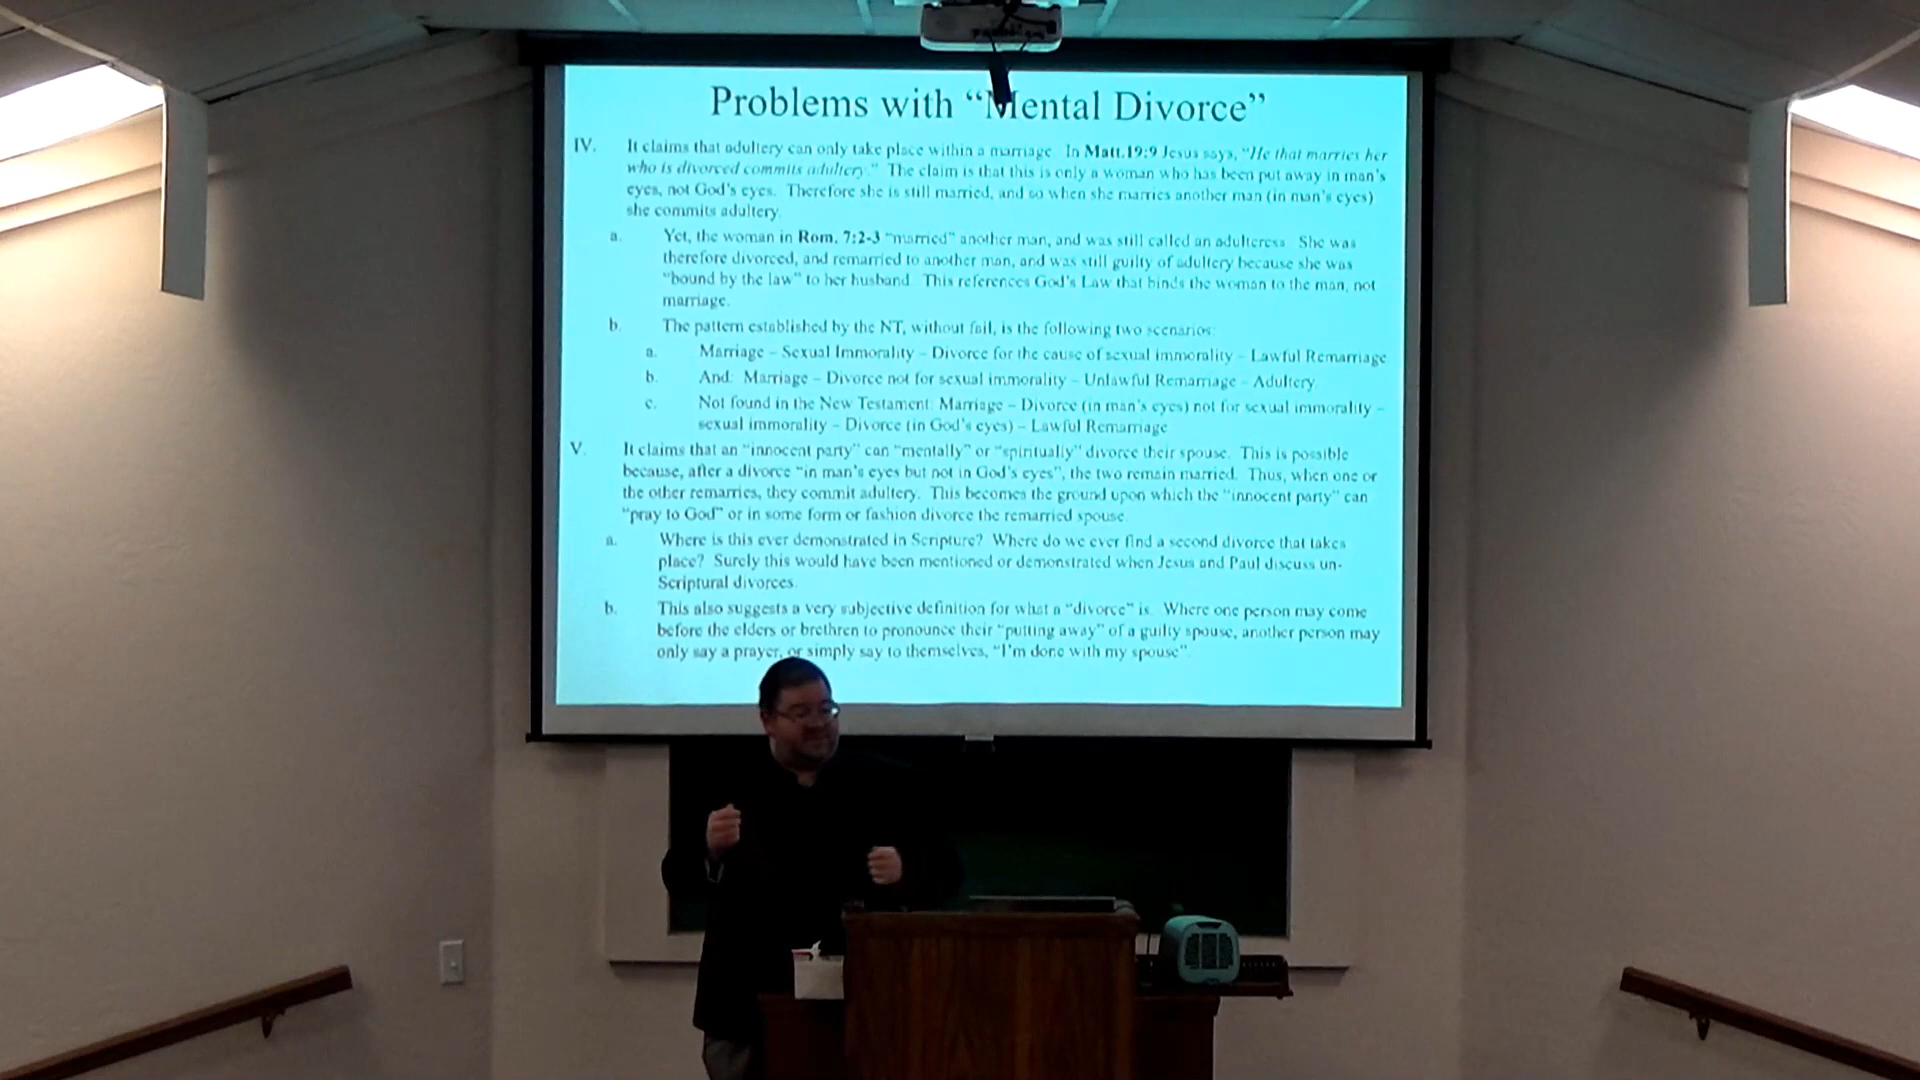 Problems with “Mental Divorce”
IV. It claims that adultery can only take place within a marriage. In Matt.19:9 Jesus says, “He that marries her
who is divorced commits adultery.” The claim is that this is only a woman who has been put away in man’s
eyes, not God’s eyes. Therefore she is still married, and so when she marries another man (in man’s eyes)
she commits adultery.
a. Yet, the woman in Rom. 7:2-3 “married” another man, and was still called an adulteress. She was
therefore divorced, and remarried to another man, and was still guilty of adultery because she was
“bound by the law” to her husband. This references God’s Law that binds the woman to the man, not
marriage.
b. The pattern established by the NT, without fail, is the following two scenarios:
a. Marriage – Sexual Immorality – Divorce for the cause of sexual immorality – Lawful Remarriage
b. And: Marriage – Divorce not for sexual immorality – Unlawful Remarriage – Adultery
c. Not found in the New Testament: Marriage – Divorce (in man’s eyes) not for sexual immorality –
sexual immorality – Divorce (in God’s eyes) – Lawful Remarriage
V. It claims that an “innocent party” can “mentally” or “spiritually” divorce their spouse. This is possible
because, after a divorce “in man’s eyes but not in God’s eyes”, the two remain married. Thus, when one or
the other remarries, they commit adultery. This becomes the ground upon which the “innocent party” can
“pray to God” or in some form or fashion divorce the remarried spouse.
a. Where is this ever demonstrated in Scripture? Where do we ever find a second divorce that takes
place? Surely this would have been mentioned or demonstrated when Jesus and Paul discuss un-
Scriptural divorces.
b. This also suggests a very subjective definition for what a “divorce” is. Where one person may come
before the elders or brethren to pronounce their “putting away” of a guilty spouse, another person may
only say a prayer, or simply say to themselves, “I’m done with my spouse”.